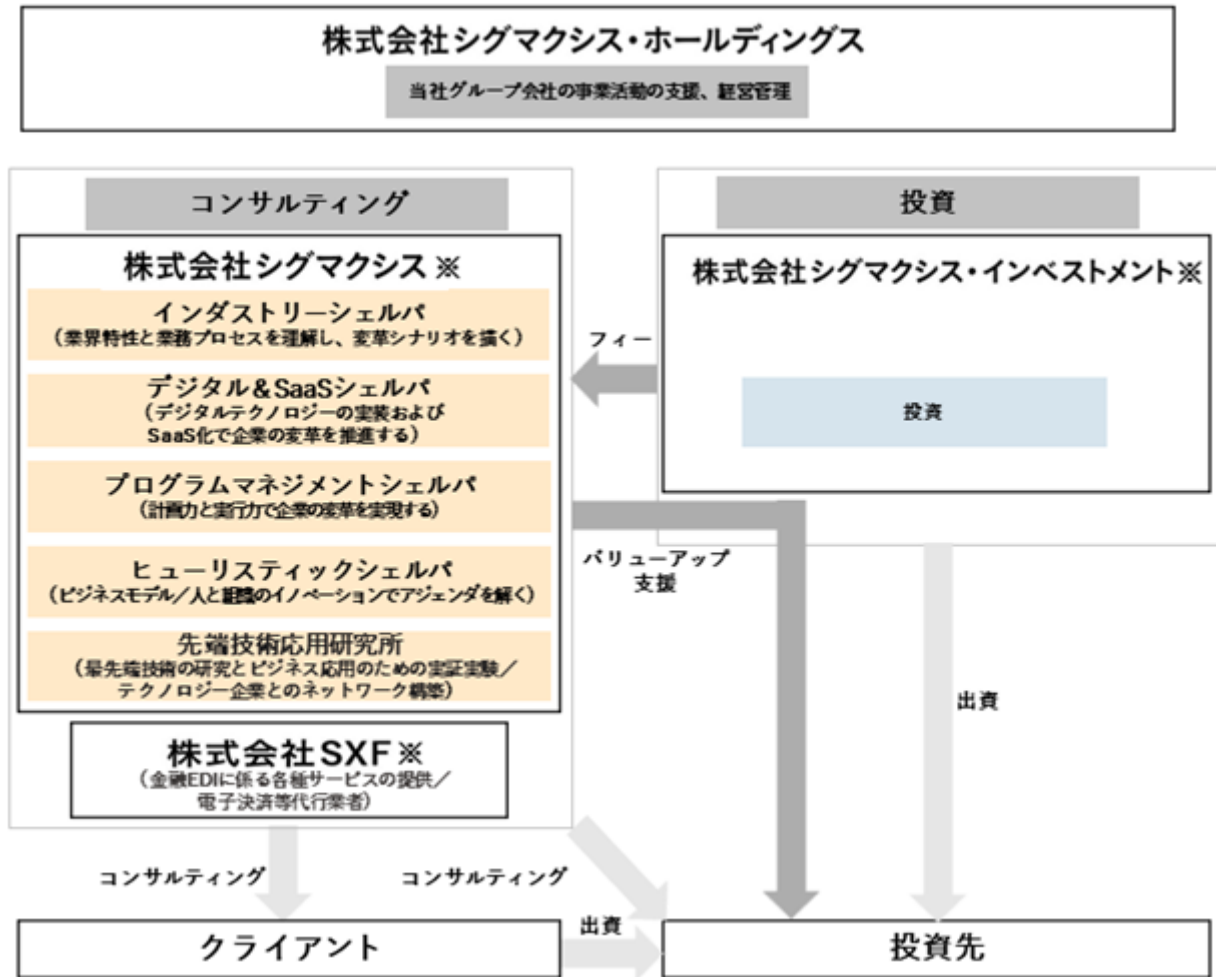 株式会社シグマクシス・ホールディングス
当社グループ会社の事業活動の支援、経営管理
コンサルティング
株式会社シグマクシス※
インダストリーシェルパ
（業界特性と業務プロセスを理解し、変革シナリオを描く）
デジタル＆SaaSシェルパ
（デジタルテクノロジーの実装および
SaaS化で企業の変革を推進する）
プログラムマネジメントシェルパ
（計画力と実行力で企業の変革を実現する）
ヒューリスティックシェルパ
（ビジネスモデル／人と組織のイノベーションでアジェンダを解く）
先端技術応用研究所
（最先端技術の研究とビジネス応用のための実証実験／
テクノロジー企業とのネットワーク構築）
株式会社SXF※
（金融EDIに係る各種サービスの提供／
電子決済等代行業者）
投資
株式会社シグマクシス・インベストメント※
投資
フィー
バリューアップ
支援
出資
コンサルティング
コンサルティング
クライアント
出資
投資先